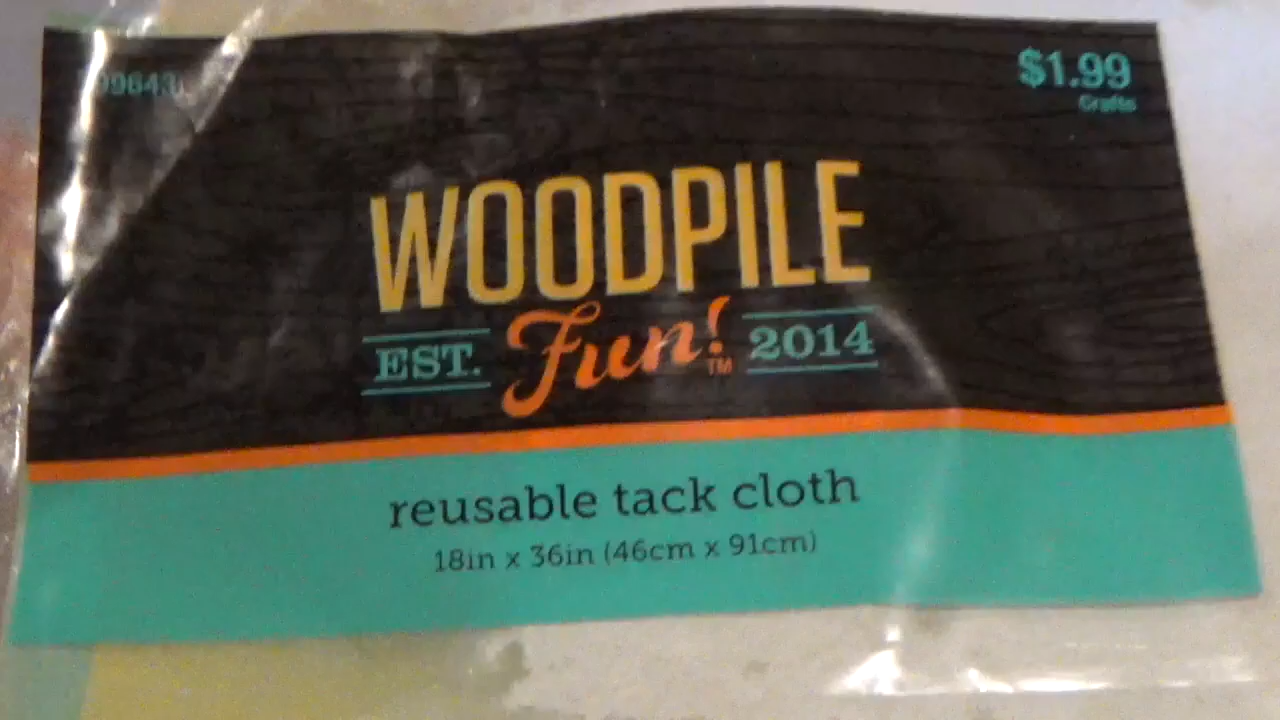 $1.99
Crafts
WOODPILE
EST. Fun!™ 2014
reusable tack cloth
18in x 36in (46cm x 91cm)